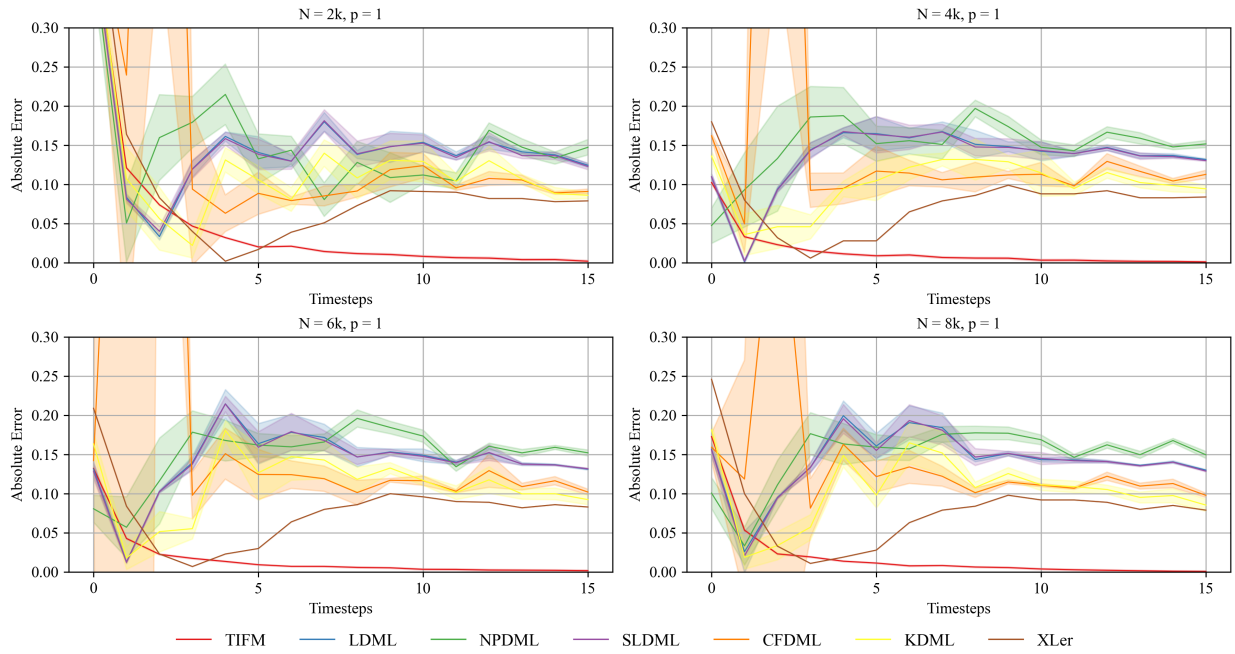 N = 2k, p = 1
Absolute Error
0.30
0.25
0.20
0.15
0.10
0.05
0.00
0 5 10 15
Timesteps
N = 4k, p = 1
Absolute Error
0.30
0.25
0.20
0.15
0.10
0.05
0.00
0 5 10 15
Timesteps
N = 6k, p = 1
Absolute Error
0.30
0.25
0.20
0.15
0.10
0.05
0.00
0 5 10 15
Timesteps
N = 8k, p = 1
Absolute Error
0.30
0.25
0.20
0.15
0.10
0.05
0.00
0 5 10 15
Timesteps
TIFM LDML NPDML SLDML CFDML KDML XLer